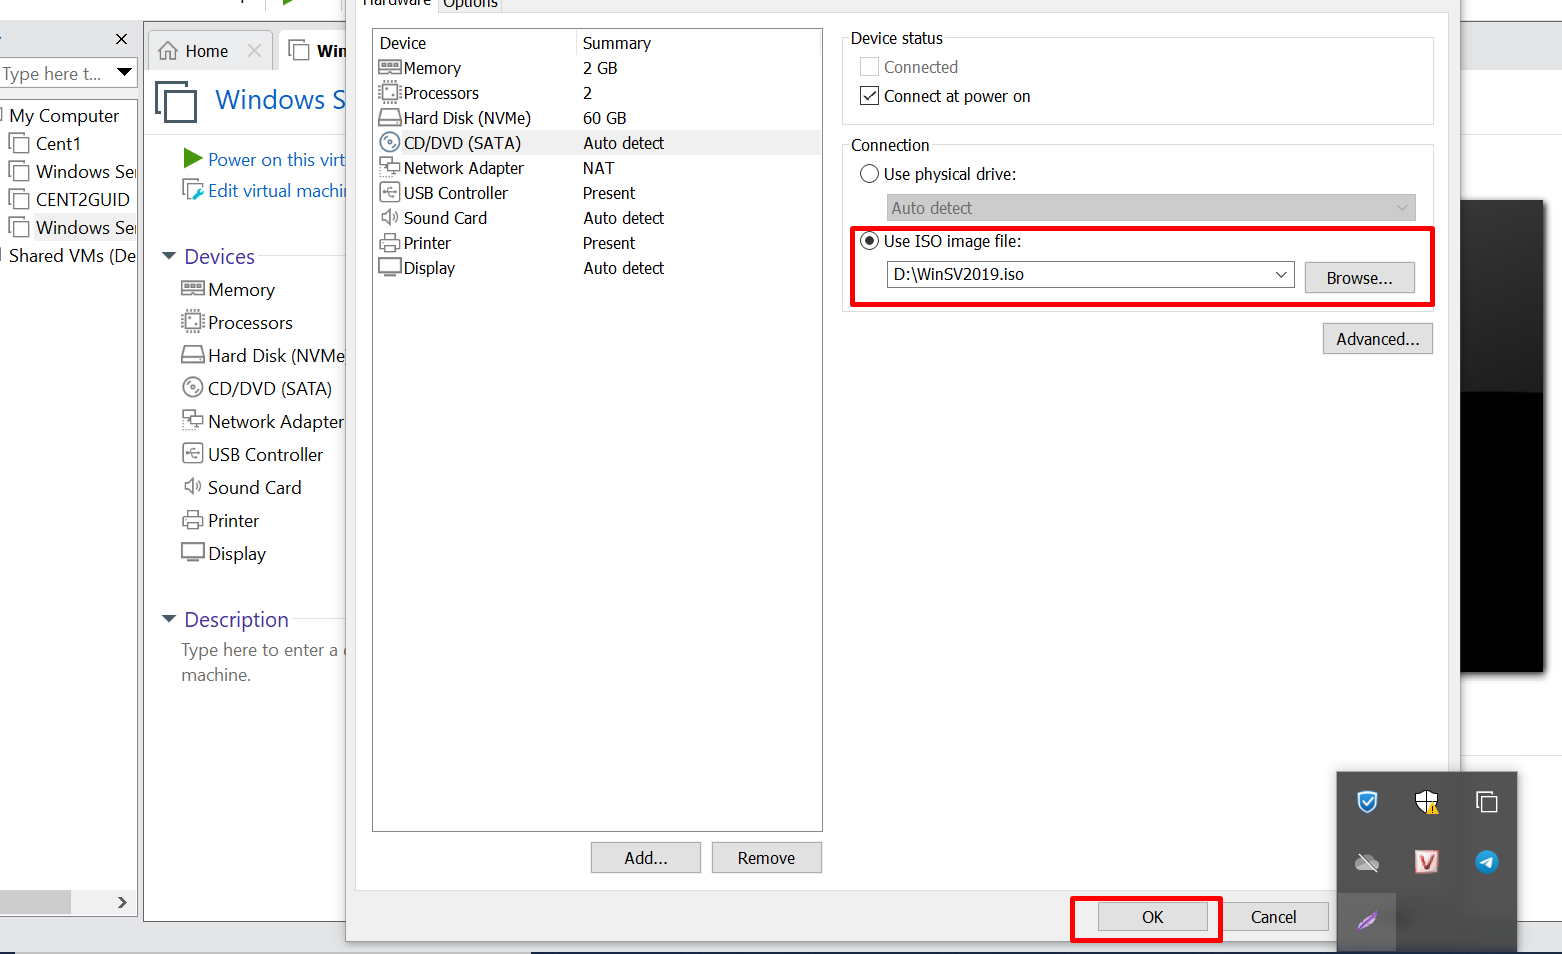 Hardware
Options
Type here t...
My Computer
Cent1
Windows Se
CENT2GUID
Windows Se
Shared VMs (De
Home
Win
Windows S
Power on this virt
Edit virtual machi
Devices
Memory
Processors
Hard Disk (NVMe
CD/DVD (SATA)
Network Adapter
USB Controller
Sound Card
Printer
Display
Description
Type here to enter a
machine.
Device Summary
Memory 2 GB
Processors 2
Hard Disk (NVMe) 60 GB
CD/DVD (SATA) Auto detect
Network Adapter NAT
USB Controller Present
Sound Card Auto detect
Printer Present
Display Auto detect
Add...
Remove
Device status
Connected
Connect at power on
Connection
Use physical drive:
Auto detect
Use ISO image file:
D:\WinSV2019.iso
Browse...
Advanced...
OK
Cancel
V